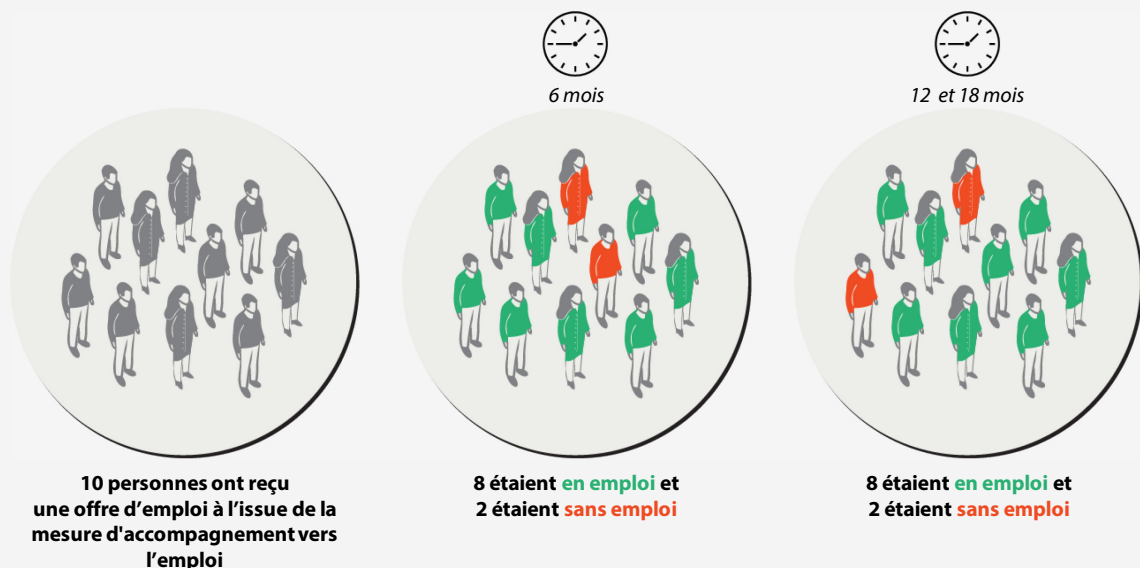 6 mois
12 et 18 mois
10 personnes ont reçu
une offre d’emploi à l’issue de la
mesure d'accompagnement vers
l’emploi
8 étaient en emploi et
2 étaient sans emploi
8 étaient en emploi et
2 étaient sans emploi